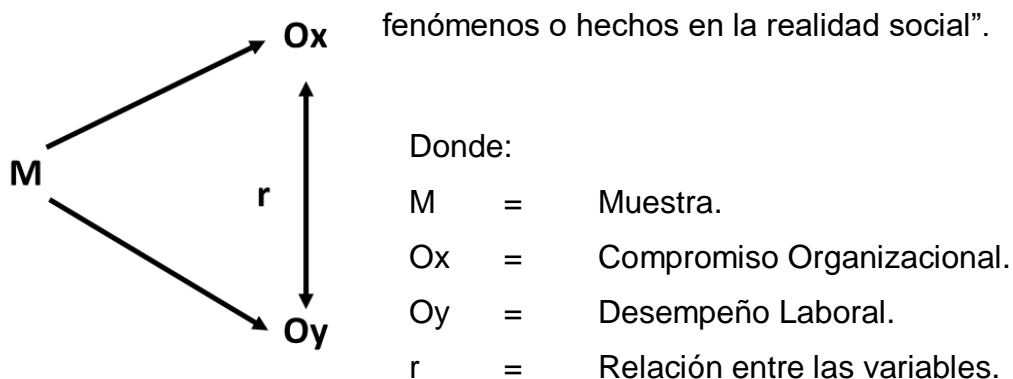 Ox
fenómenos o hechos en la realidad social”.
M
r
Oy
Donde:
M = Muestra.
Ox = Compromiso Organizacional.
Oy = Desempeño Laboral.
r = Relación entre las variables.